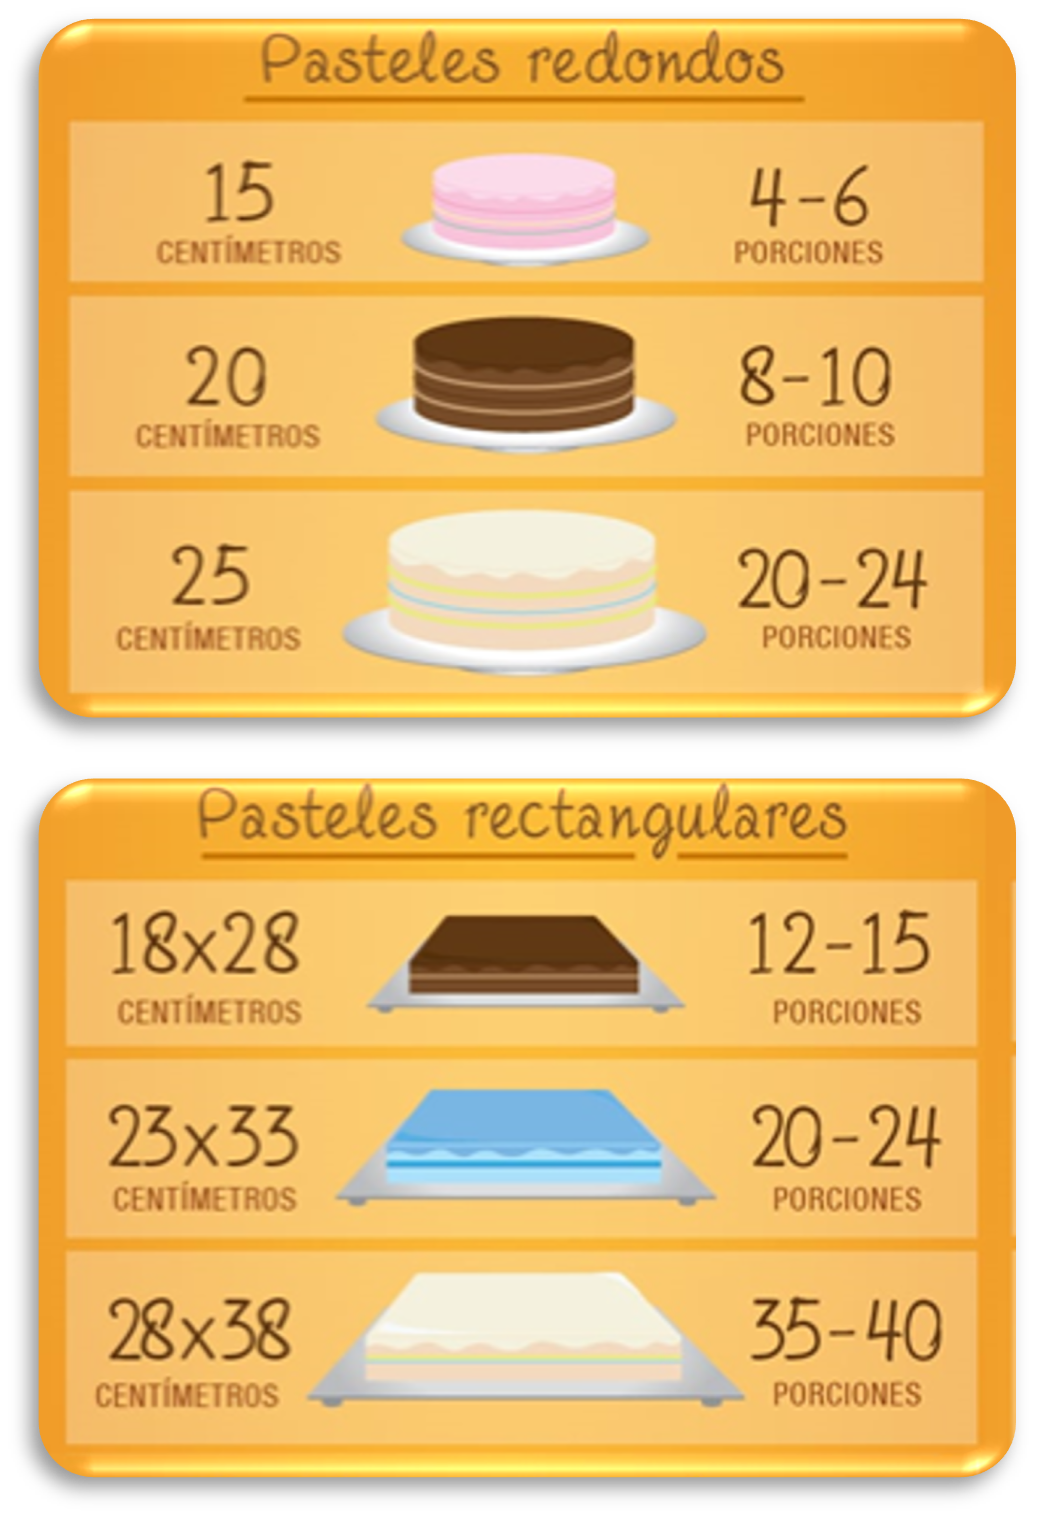 Pasteles redondos
15
CENTÍMETROS
4-6
PORCIONES
20
CENTÍMETROS
8-10
PORCIONES
25
CENTÍMETROS
20-24
PORCIONES
Pasteles rectangulares
18x28
CENTÍMETROS
12-15
PORCIONES
23x33
CENTÍMETROS
20-24
PORCIONES
28x38
CENTÍMETROS
35-40
PORCIONES